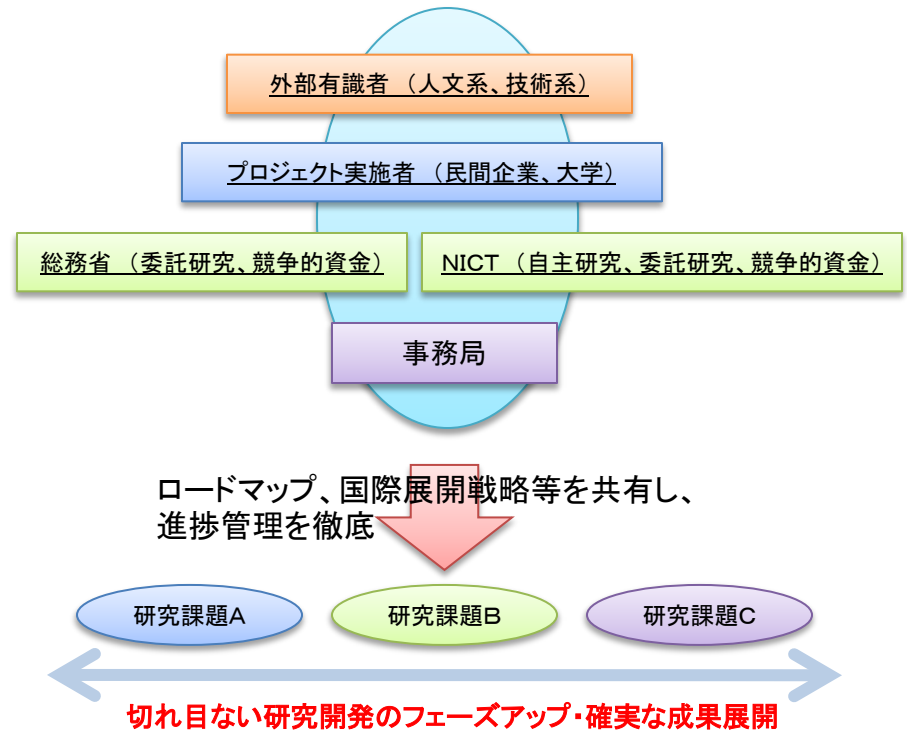 外部有識者　（人文系、技術系）
プロジェクト実施者　（民間企業、大学）
総務省　（委託研究、競争的資金）
NICT　（自主研究、委託研究、競争的資金）
事務局
ロードマップ、国際展開戦略等を共有し、
進捗管理を徹底
研究課題A
研究課題B
研究課題C
切れ目ない研究開発のフェーズアップ・確実な成果展開